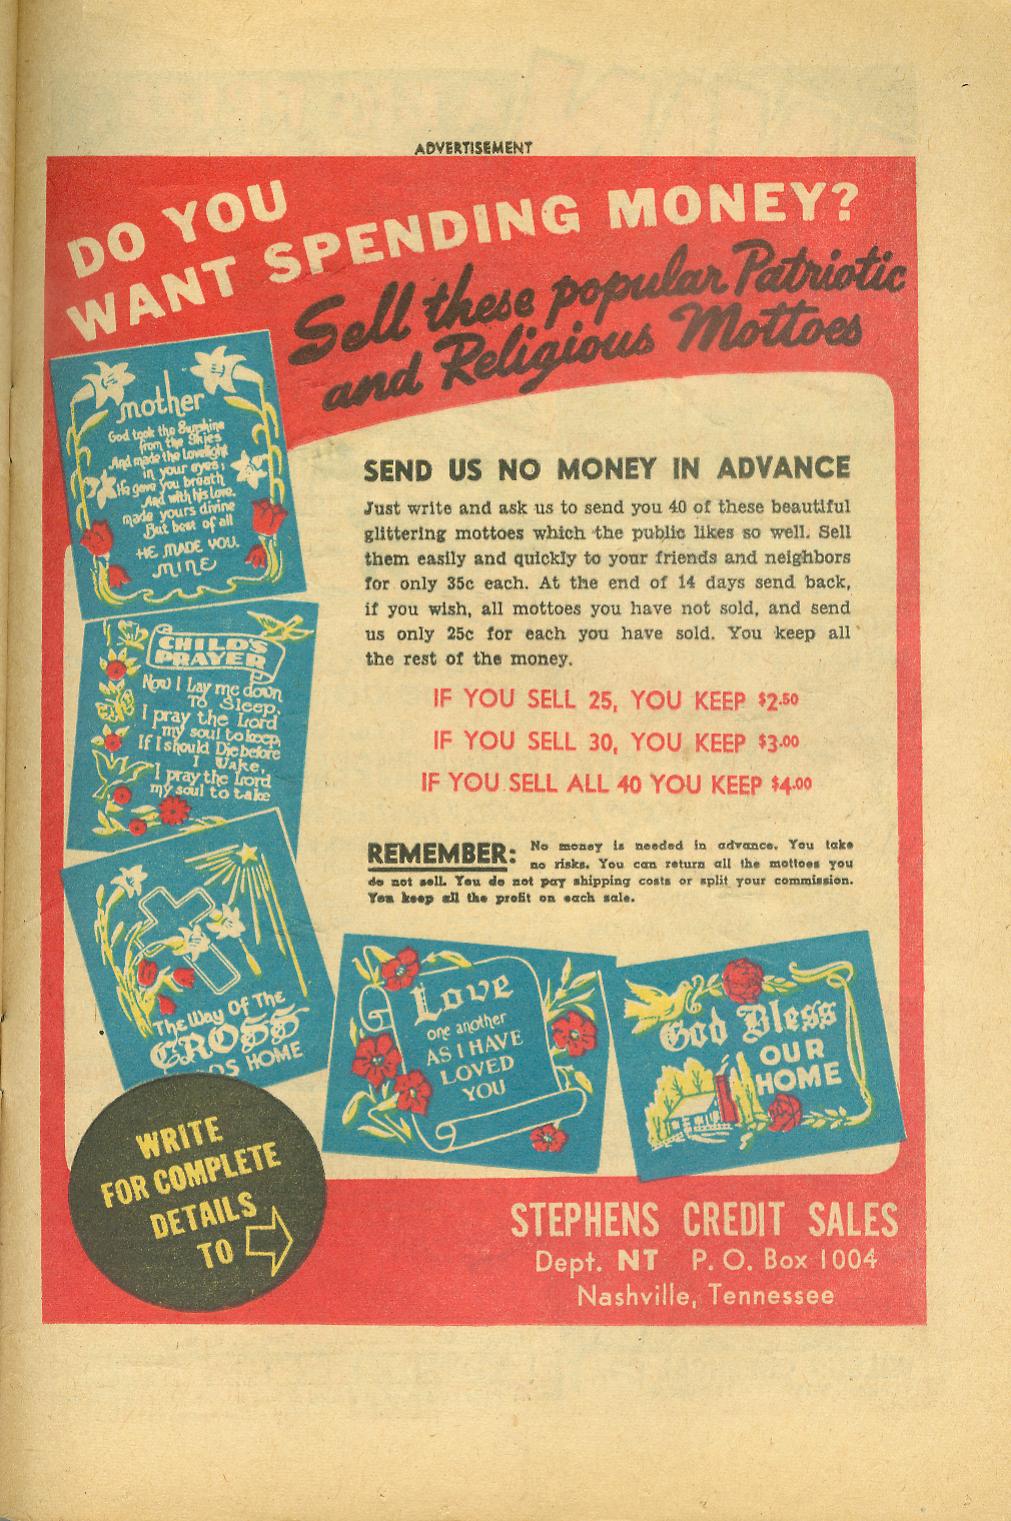 ADVERTISEMENT
DO YOU
WANT SPENDING MONEY?
Sell these popular Patriotic
and Religious Mottoes
mother
God took the Sunshine
from the Skies
And made the Lovelight
in your eyes;
He gave you breath
And with his Love,
made yours divine
But best of all
HE MADE YOU
MINE
SEND US NO MONEY IN ADVANCE
Just write and ask us to send you 40 of these beautiful
glittering mottoes which the public likes so well. Sell
them easily and quickly to your friends and neighbors
for only 35c each. At the end of 14 days send back,
if you wish, all mottoes you have not sold, and send
us only 25c for each you have sold. You keep all
the rest of the money.
IF YOU SELL 25, YOU KEEP $2.50
IF YOU SELL 30, YOU KEEP $3.00
IF YOU SELL ALL 40 YOU KEEP $4.00
CHILD'S
PRAYER
Now I Lay me down
To Sleep,
I pray the Lord
my soul to keep,
If I should Die before
I Wake,
I pray the Lord
my soul to take
REMEMBER: No money is needed in advance. You take
no risks. You can return all the mottoes you
do not sell. You do not pay shipping costs or split your commission.
You keep all the profit on each sale.
The Way Of The
CROSS
ADS HOME
Love
one another
AS I HAVE
LOVED
YOU
God Bless
OUR
HOME
WRITE
FOR COMPLETE
DETAILS
TO
STEPHENS CREDIT SALES
Dept. NT P. O. Box 1004
Nashville, Tennessee